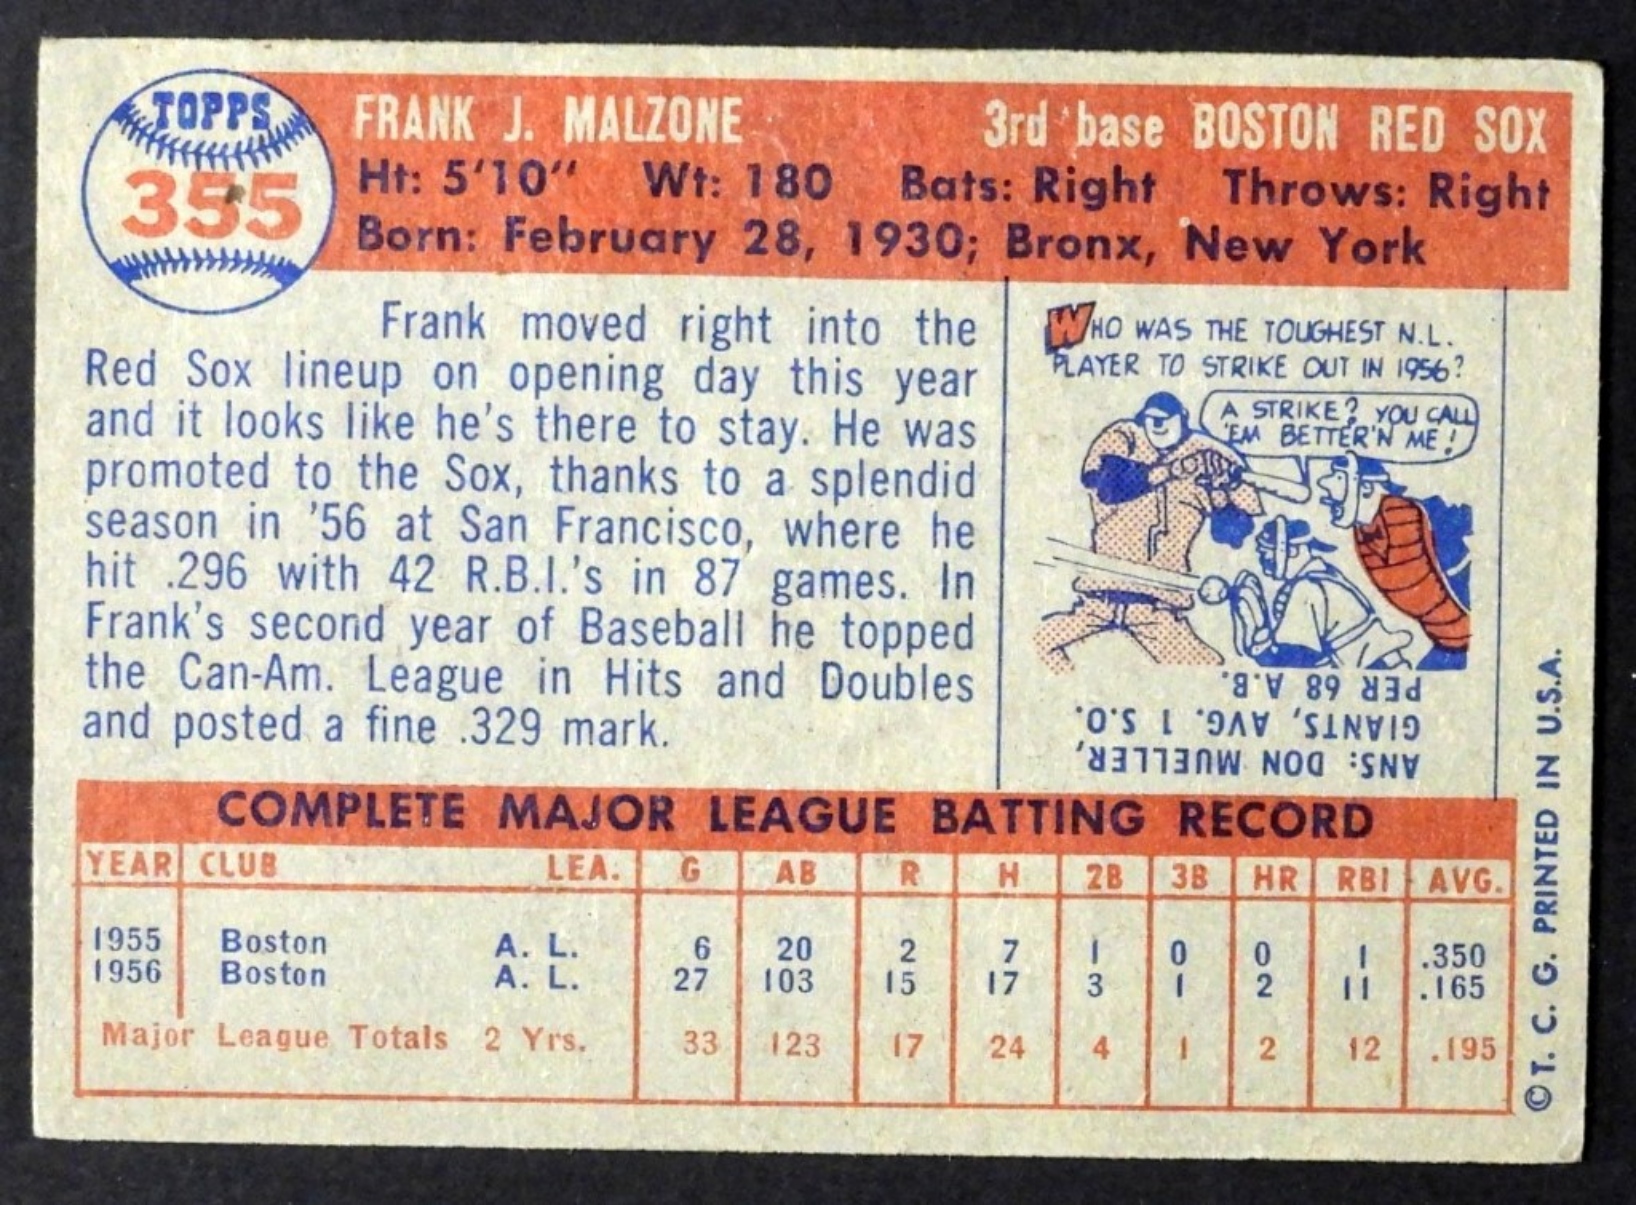 TOPPS
355
FRANK J. MALZONE 3rd base BOSTON RED SOX
Ht: 5'10" Wt: 180 Bats: Right Throws: Right
Born: February 28, 1930; Bronx, New York
Frank moved right into the
Red Sox lineup on opening day this year
and it looks like he's there to stay. He was
promoted to the Sox, thanks to a splendid
season in '56 at San Francisco, where he
hit .296 with 42 R.B.I.'s in 87 games. In
Frank's second year of Baseball he topped
the Can-Am. League in Hits and Doubles
and posted a fine .329 mark.
WHO WAS THE TOUGHEST N.L.
PLAYER TO STRIKE OUT IN 1956?
A STRIKE? YOU CALL
'EM BETTER'N ME!
ANS: DON MUELLER,
GIANTS, AVG. 1 S.O.
PER 68 A.B.
COMPLETE MAJOR LEAGUE BATTING RECORD
YEAR CLUB LEA. G AB R H 2B 3B HR RBI AVG.
1955 Boston A. L. 6 20 2 7 1 0 0 1 .350
1956 Boston A. L. 27 103 15 17 3 1 2 11 .165
Major League Totals 2 Yrs. 33 123 17 24 4 1 2 12 .195
© T. C. G. PRINTED IN U.S.A.